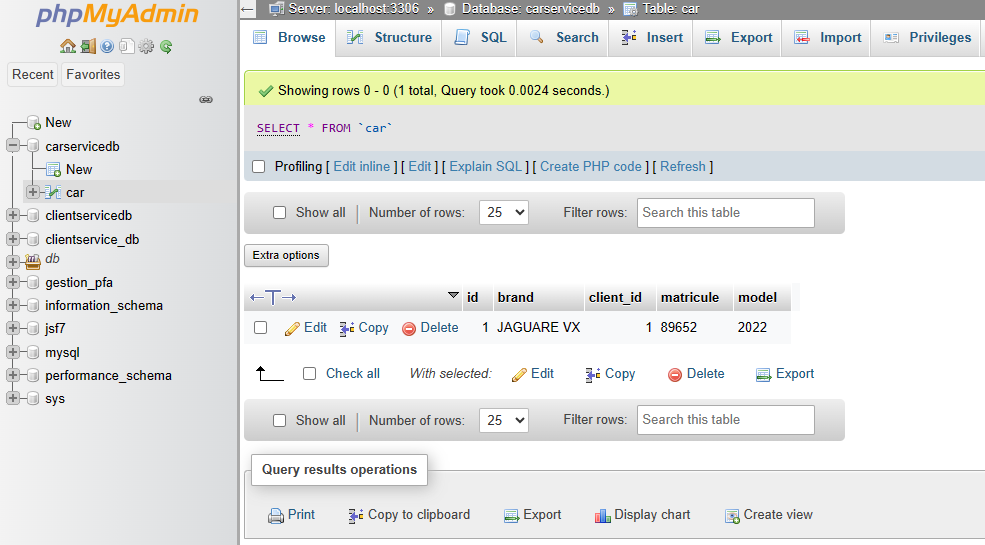 phpMyAdmin
Recent Favorites
New
carservicedb
New
car
clientservicedb
clientservice_db
db
gestion_pfa
information_schema
jsf7
mysql
performance_schema
sys
Server: localhost:3306 » Database: carservicedb » Table: car
Browse Structure SQL Search Insert Export Import Privileges
Showing rows 0 - 0 (1 total, Query took 0.0024 seconds.)
SELECT * FROM `car`
Profiling [ Edit inline ] [ Edit ] [ Explain SQL ] [ Create PHP code ] [ Refresh ]
Show all Number of rows: 25 Filter rows: Search this table
Extra options
id brand client_id matricule model
Edit Copy Delete 1 JAGUARE VX 1 89652 2022
Check all With selected: Edit Copy Delete Export
Show all Number of rows: 25 Filter rows: Search this table
Query results operations
Print Copy to clipboard Export Display chart Create view